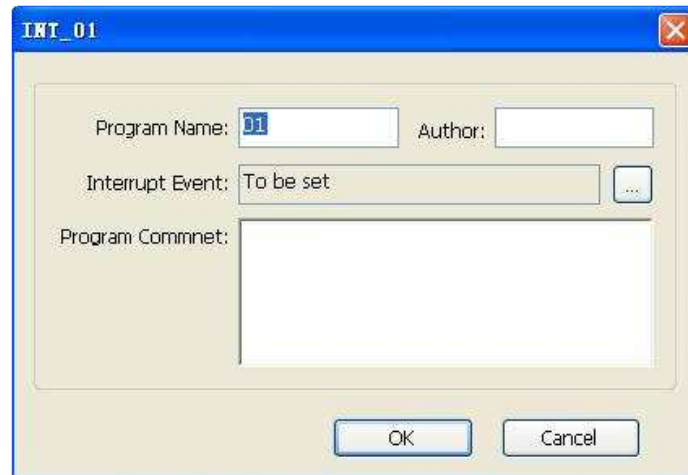 INT_01
Program Name: 01 Author:
Interrupt Event: To be set ...
Program Commnet:
OK Cancel